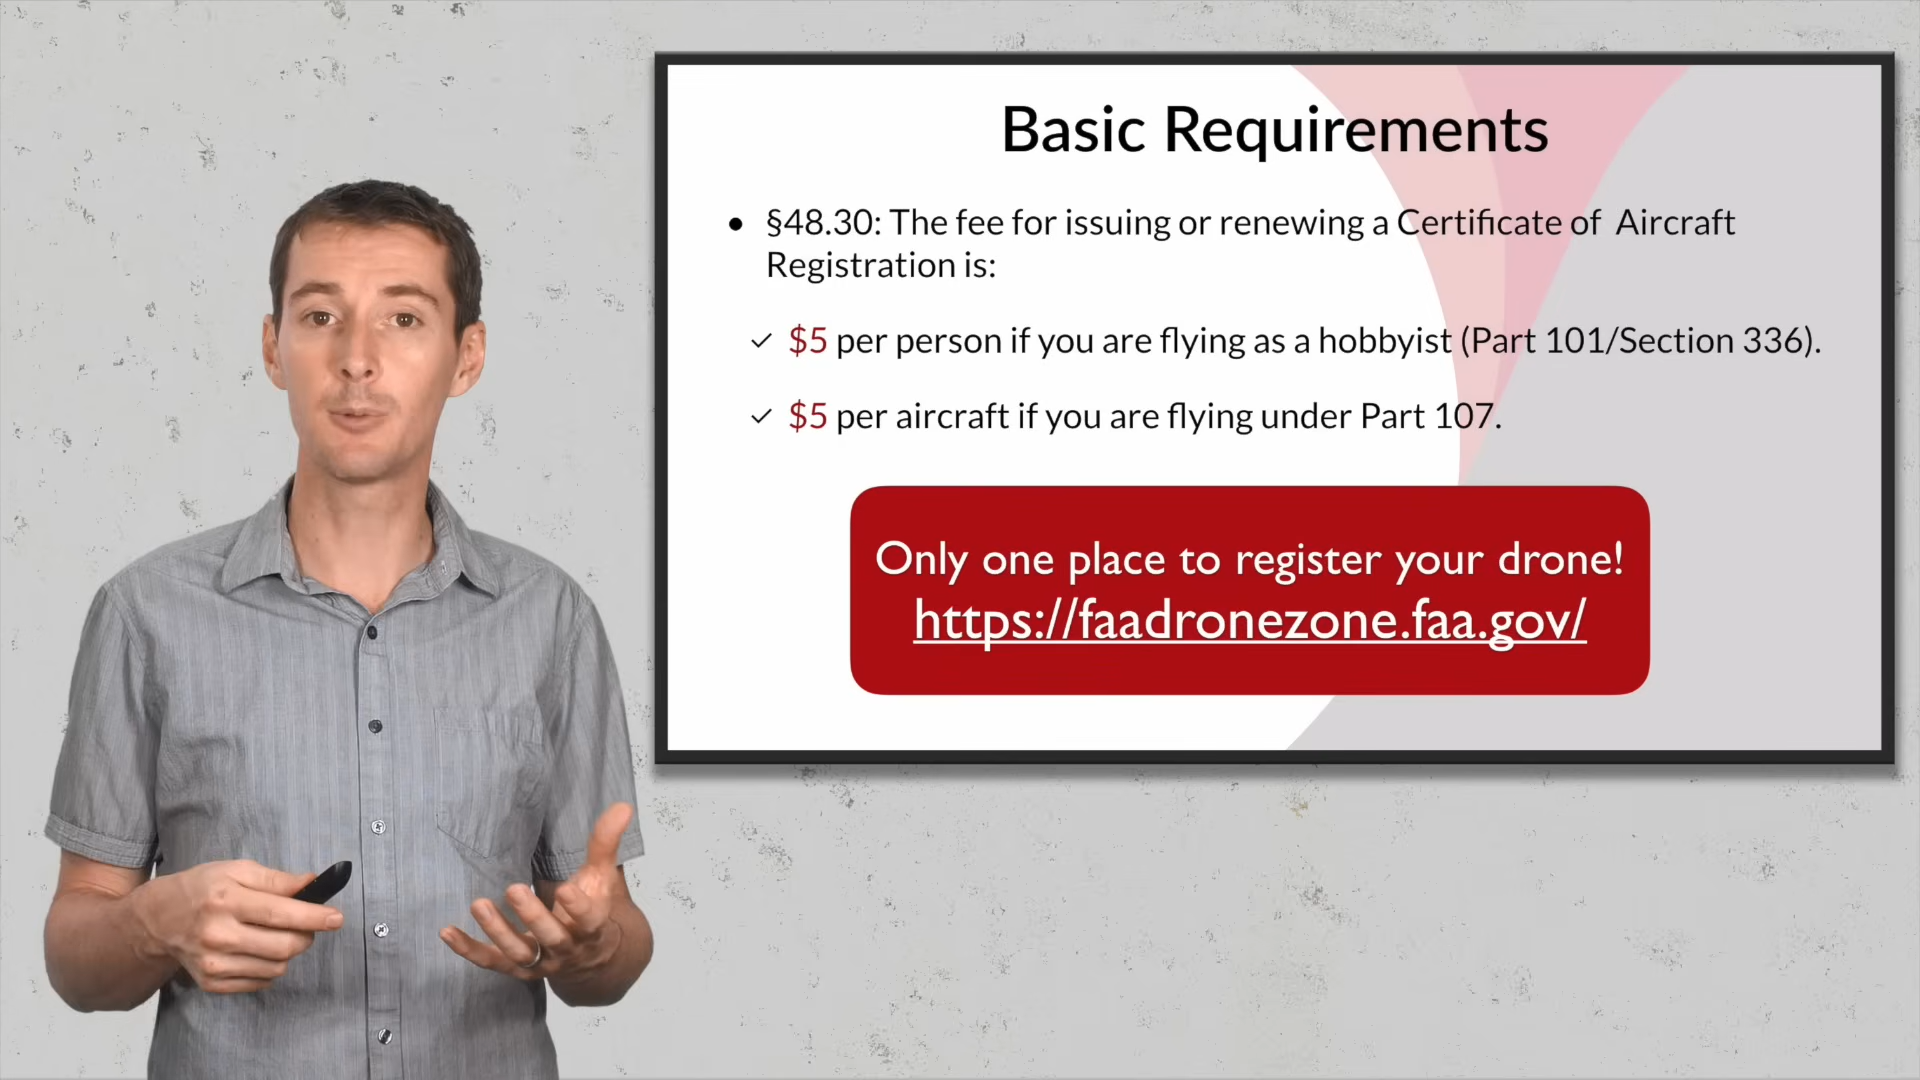 Basic Requirements
• §48.30: The fee for issuing or renewing a Certificate of Aircraft
Registration is:
✓ $5 per person if you are flying as a hobbyist (Part 101/Section 336).
✓ $5 per aircraft if you are flying under Part 107.
Only one place to register your drone!
https://faadronezone.faa.gov/